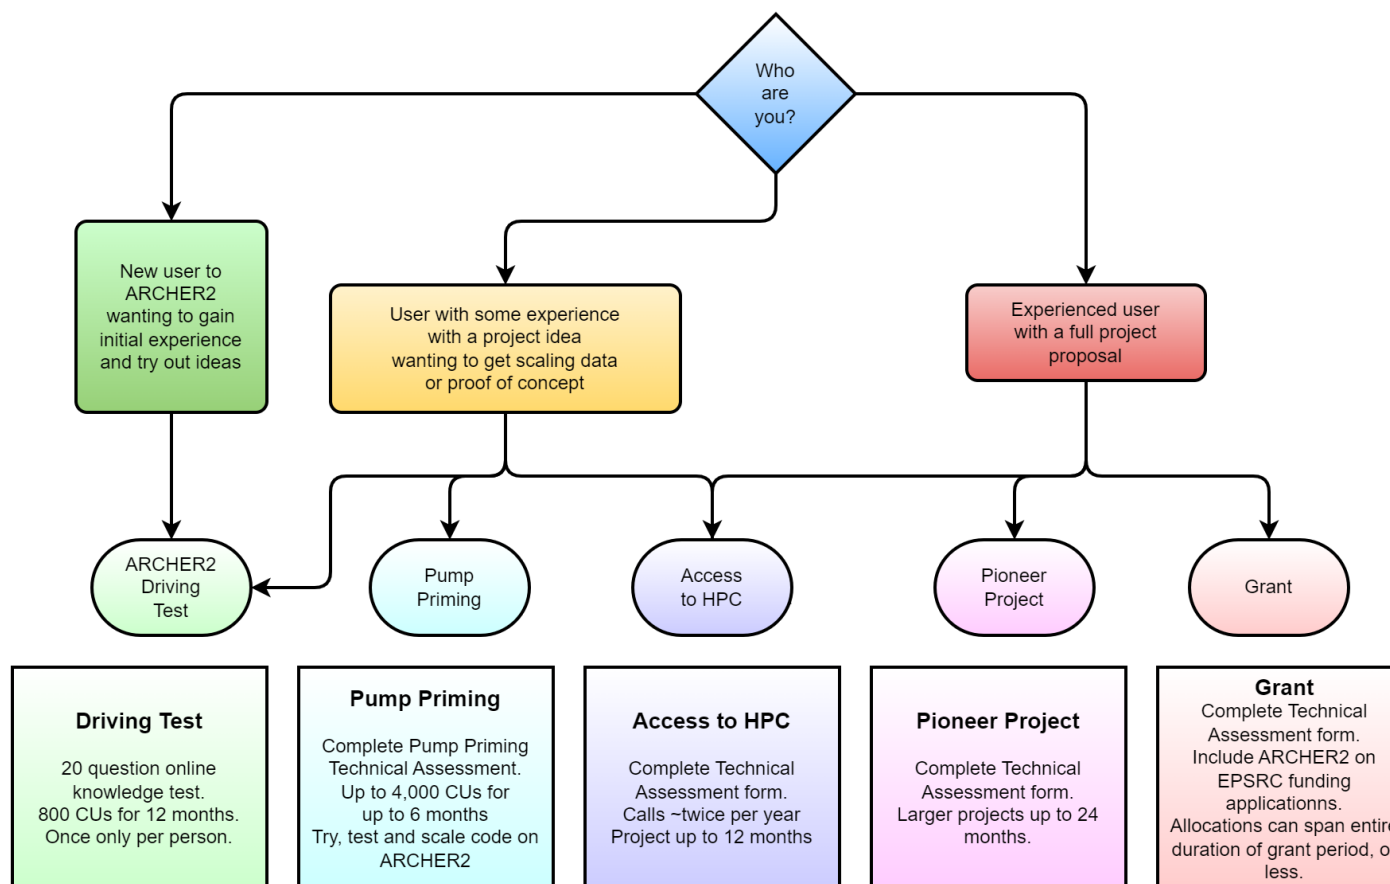 Who
are
you?
New user to
ARCHER2
wanting to gain
initial experience
and try out ideas
User with some experience
with a project idea
wanting to get scaling data
or proof of concept
Experienced user
with a full project
proposal
ARCHER2
Driving
Test
Pump
Priming
Access
to HPC
Pioneer
Project
Grant
Driving Test
20 question online
knowledge test.
800 CUs for 12 months.
Once only per person.
Pump Priming
Complete Pump Priming
Technical Assessment.
Up to 4,000 CUs for
up to 6 months
Try, test and scale code on
ARCHER2
Access to HPC
Complete Technical
Assessment form.
Calls ~twice per year
Project up to 12 months
Pioneer Project
Complete Technical
Assessment form.
Larger projects up to 24
months.
Grant
Complete Technical
Assessment form.
Include ARCHER2 on
EPSRC funding
applicationns.
Allocations can span entire
duration of grant period, o
less.